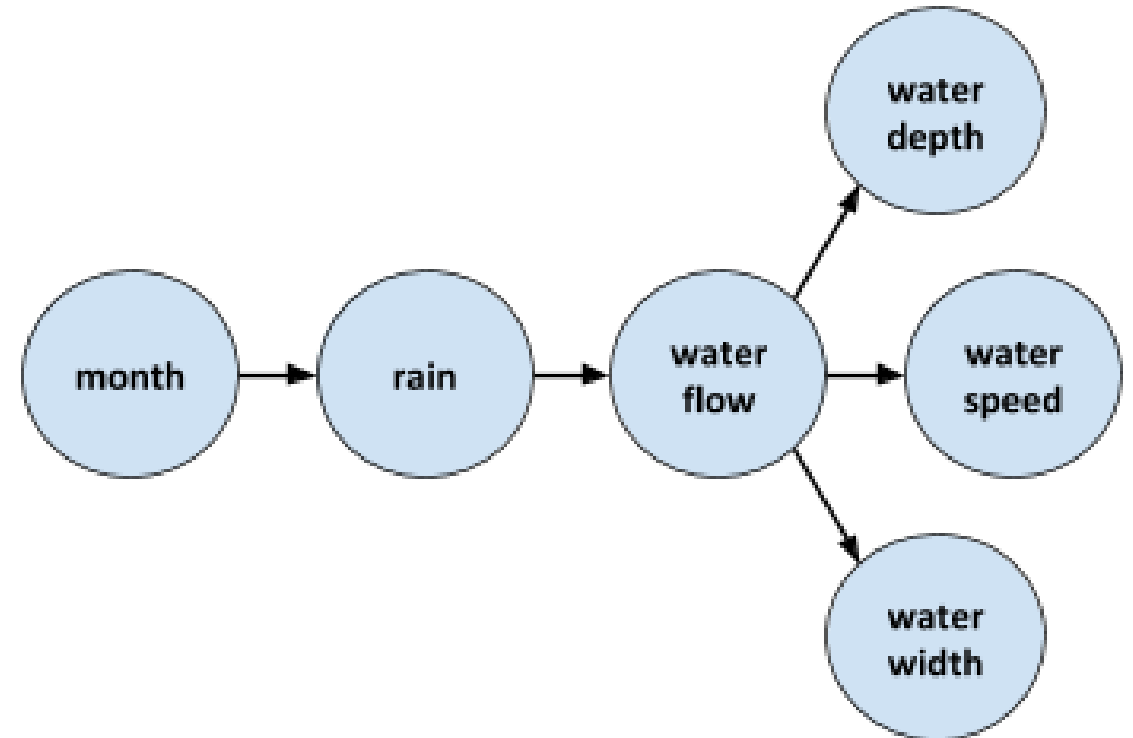 water
depth
month
rain
water
flow
water
speed
water
width